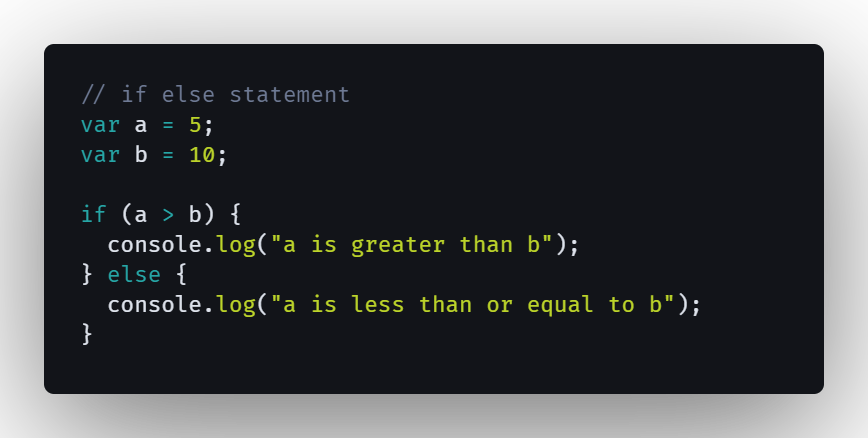 // if else statement
var a = 5;
var b = 10;

if (a > b) {
  console.log("a is greater than b");
} else {
  console.log("a is less than or equal to b");
}